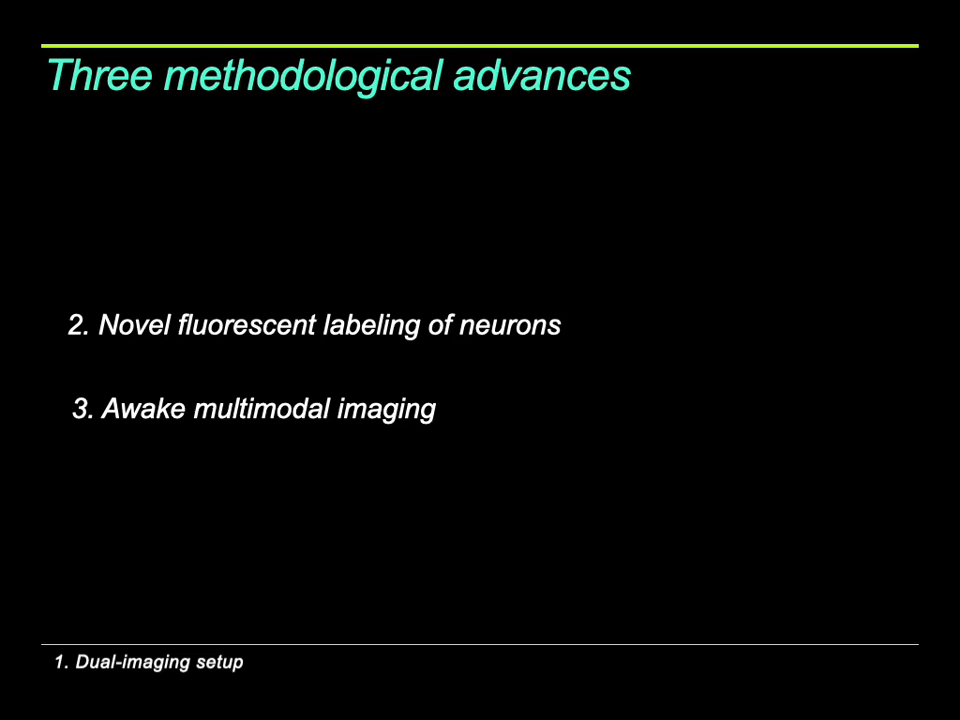 Three methodological advances
2. Novel fluorescent labeling of neurons
3. Awake multimodal imaging
1. Dual-imaging setup